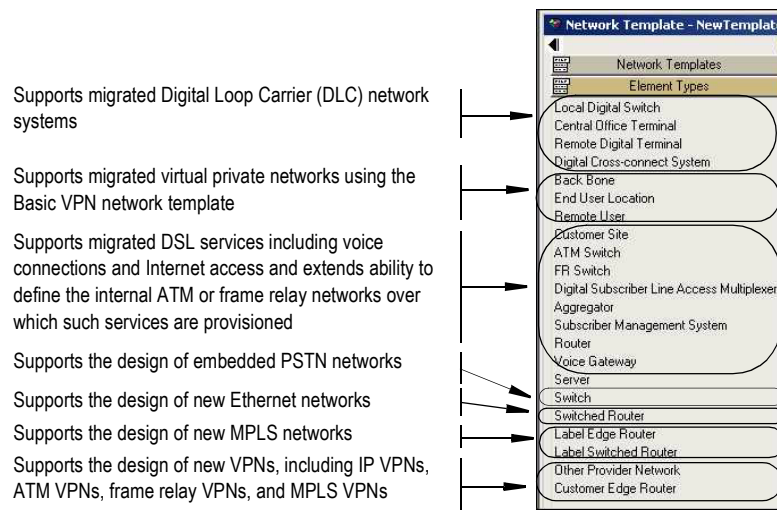 Network Template - NewTemplat
Network Templates
Element Types
Supports migrated Digital Loop Carrier (DLC) network
systems
Local Digital Switch
Central Office Terminal
Remote Digital Terminal
Digital Cross-connect System
Supports migrated virtual private networks using the
Basic VPN network template
Back Bone
End User Location
Remote User
Supports migrated DSL services including voice
connections and Internet access and extends ability to
define the internal ATM or frame relay networks over
which such services are provisioned
Customer Site
ATM Switch
FR Switch
Digital Subscriber Line Access Multiplexer
Aggregator
Subscriber Management System
Router
Voice Gateway
Server
Supports the design of embedded PSTN networks
Switch
Supports the design of new Ethernet networks
Switched Router
Supports the design of new MPLS networks
Label Edge Router
Label Switched Router
Supports the design of new VPNs, including IP VPNs,
ATM VPNs, frame relay VPNs, and MPLS VPNs
Other Provider Network
Customer Edge Router